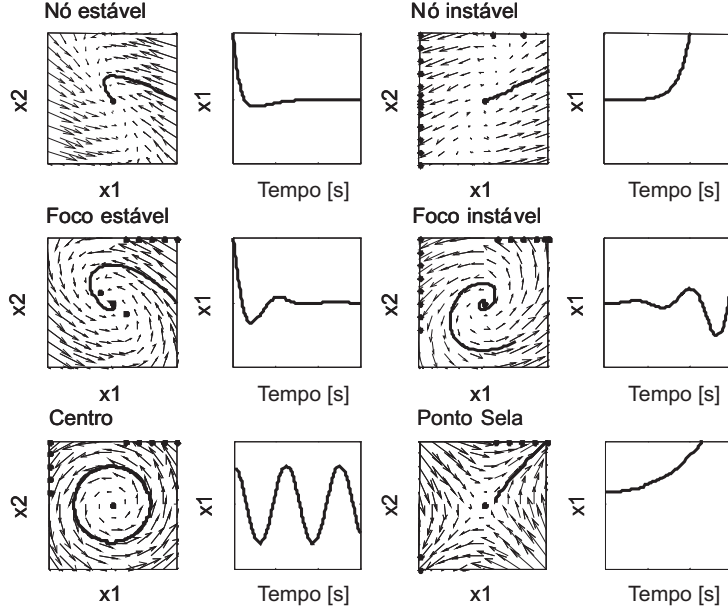 Nó estável
Nó instável
x2
x1
x2
x1
x1
Tempo [s]
x1
Tempo [s]
Foco estável
Foco instável
x2
x1
x2
x1
x1
Tempo [s]
x1
Tempo [s]
Centro
Ponto Sela
x2
x1
x2
x1
x1
Tempo [s]
x1
Tempo [s]